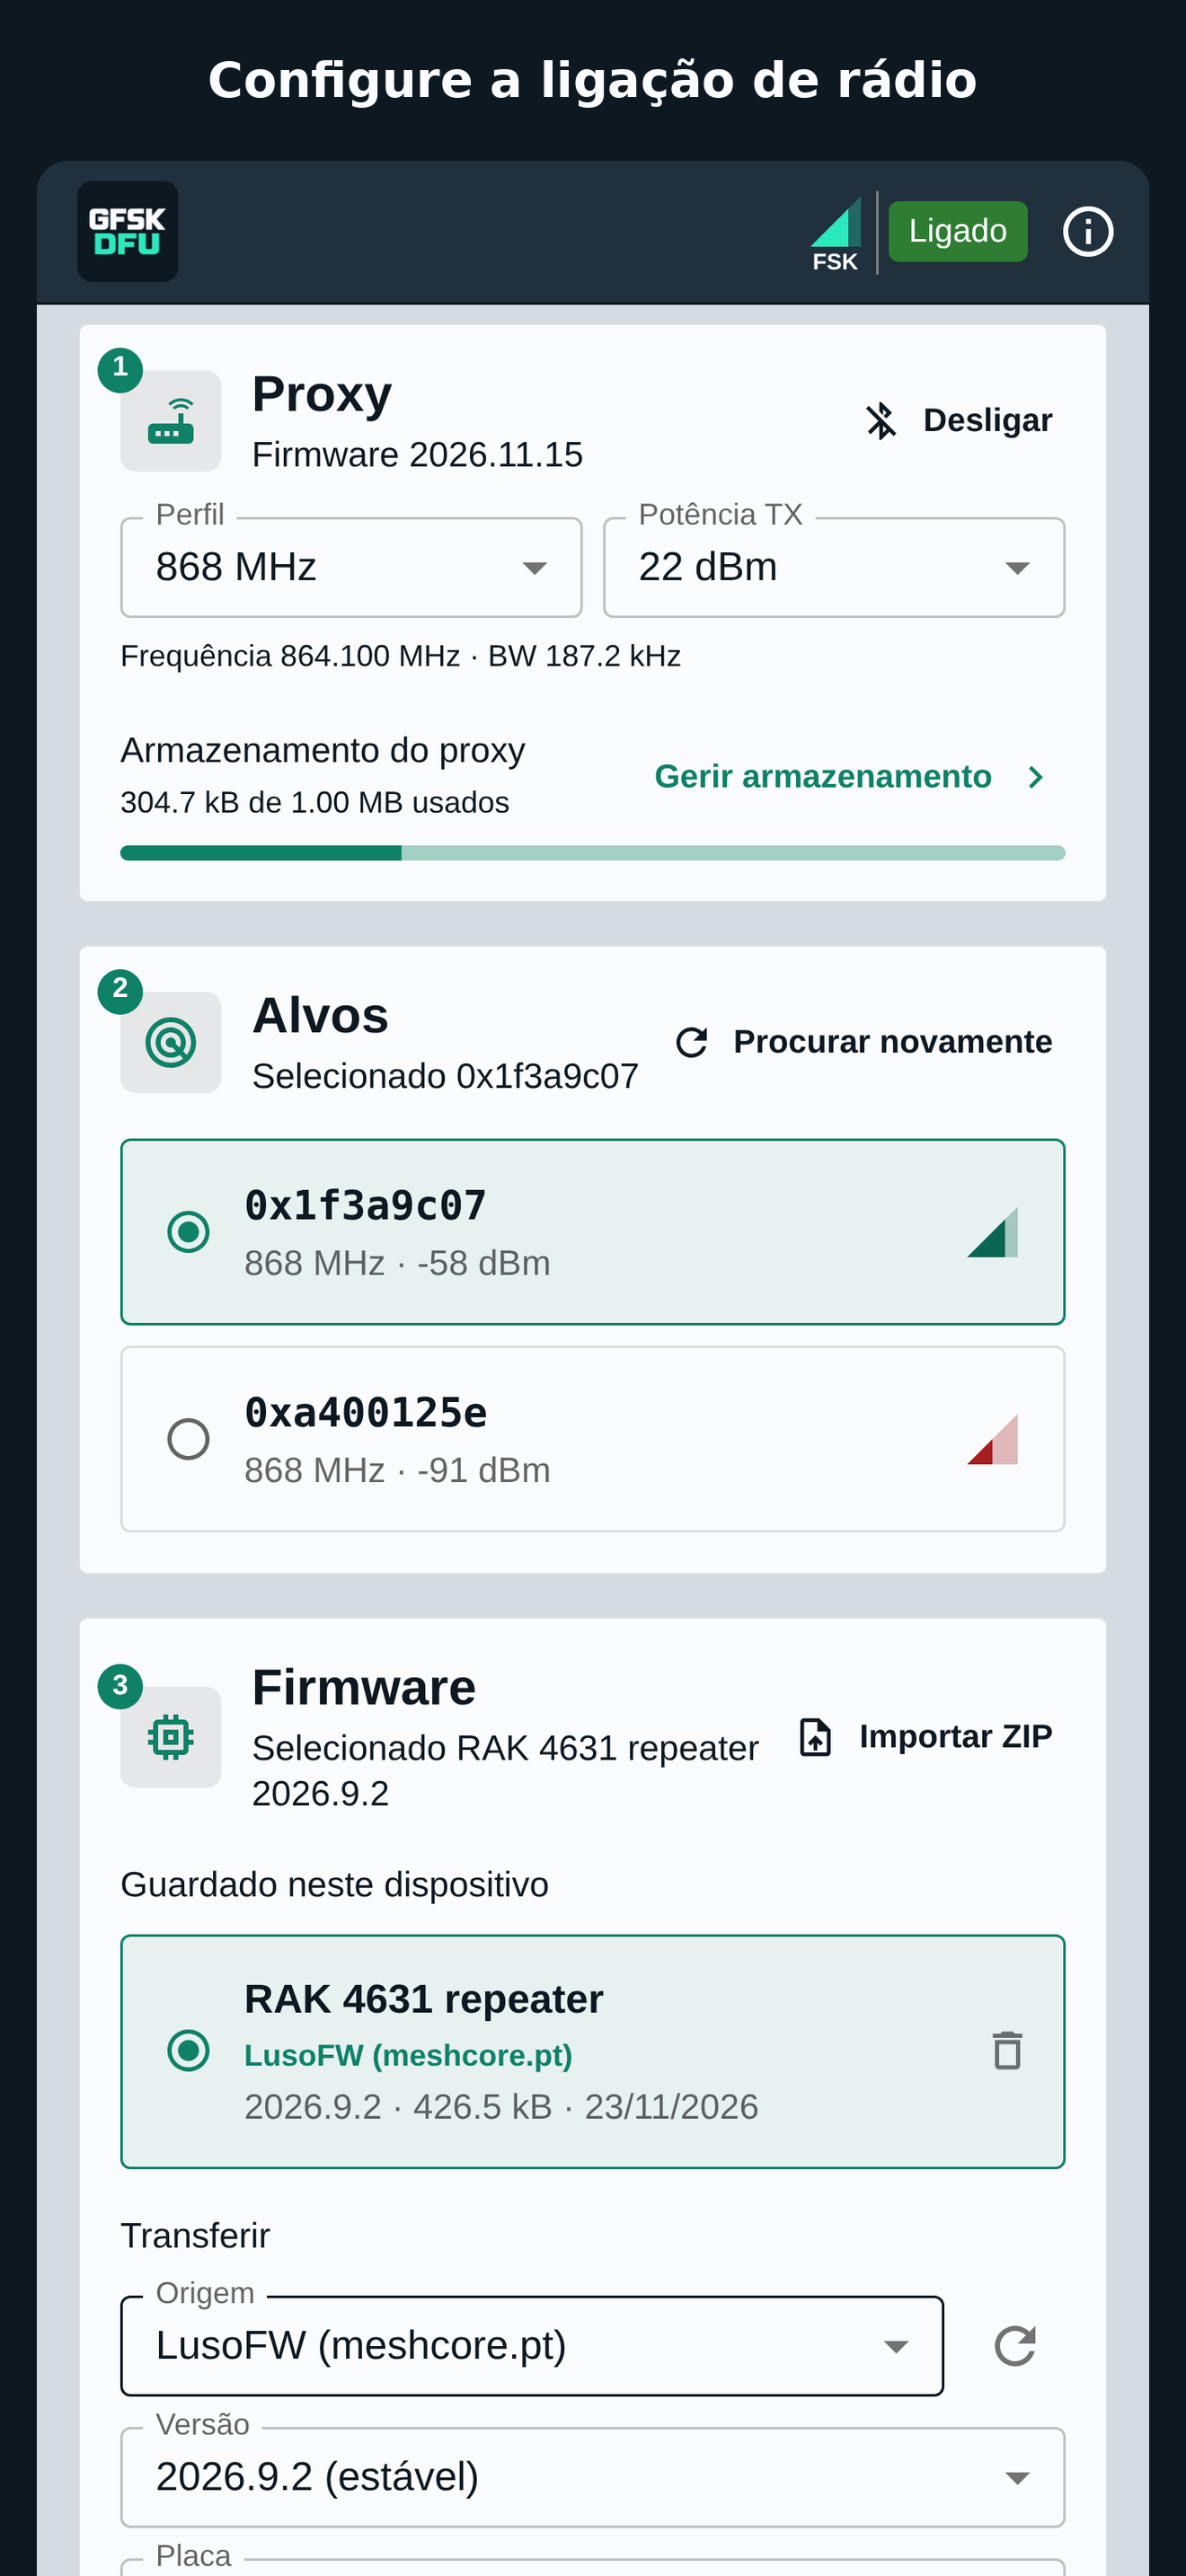 Configure a ligação de rádio
GFSK
DFU
FSK
Ligado
1
Proxy
Firmware 2026.11.15
Desligar
Perfil
868 MHz
Potência TX
22 dBm
Frequência 864.100 MHz · BW 187.2 kHz
Armazenamento do proxy
304.7 kB de 1.00 MB usados
Gerir armazenamento
2
Alvos
Selecionado 0x1f3a9c07
Procurar novamente
0x1f3a9c07
868 MHz · -58 dBm
0xa400125e
868 MHz · -91 dBm
3
Firmware
Selecionado RAK 4631 repeater
2026.9.2
Importar ZIP
Guardado neste dispositivo
RAK 4631 repeater
LusoFW (meshcore.pt)
2026.9.2 · 426.5 kB · 23/11/2026
Transferir
Origem
LusoFW (meshcore.pt)
Versão
2026.9.2 (estável)
Placa